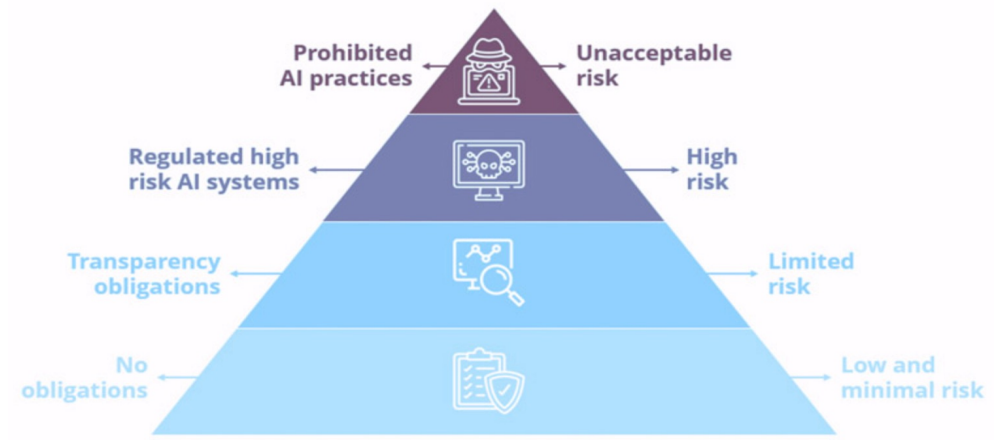 Prohibited
AI practices
Unacceptable
risk
Regulated high
risk AI systems
High
risk
Transparency
obligations
Limited
risk
No
obligations
Low and
minimal risk